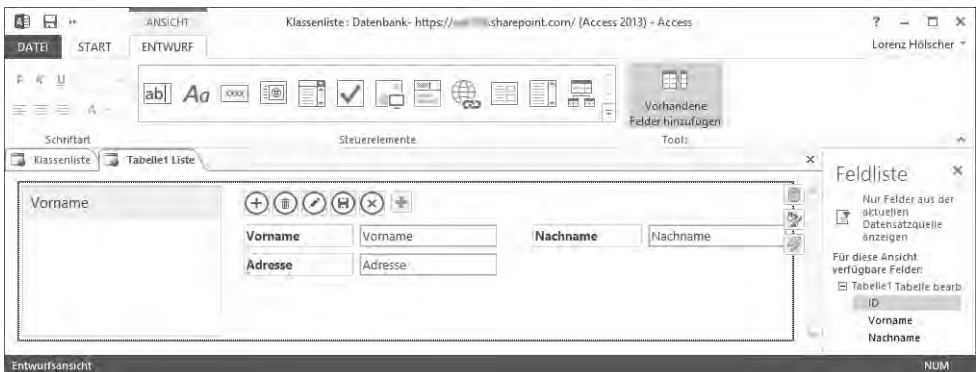 ANSICHT
Klassenliste : Datenbank- https:// .sharepoint.com/ (Access 2013) - Access
?
DATEI START ENTWURF
Lorenz Hölscher
F K U
ab| Aa xxxx
A
Vorhandene
Felder hinzufügen
Schriftart
Steuerelemente
Tools
Klassenliste
Tabelle1 Liste
Feldliste
Nur Felder aus der
aktuellen
Datensatzquelle
anzeigen
Für diese Ansicht
verfügbare Felder:
Tabelle1 Tabelle bearb
ID
Vorname
Nachname
Vorname
Vorname Vorname Nachname Nachname
Adresse Adresse
Entwurfsansicht
NUM